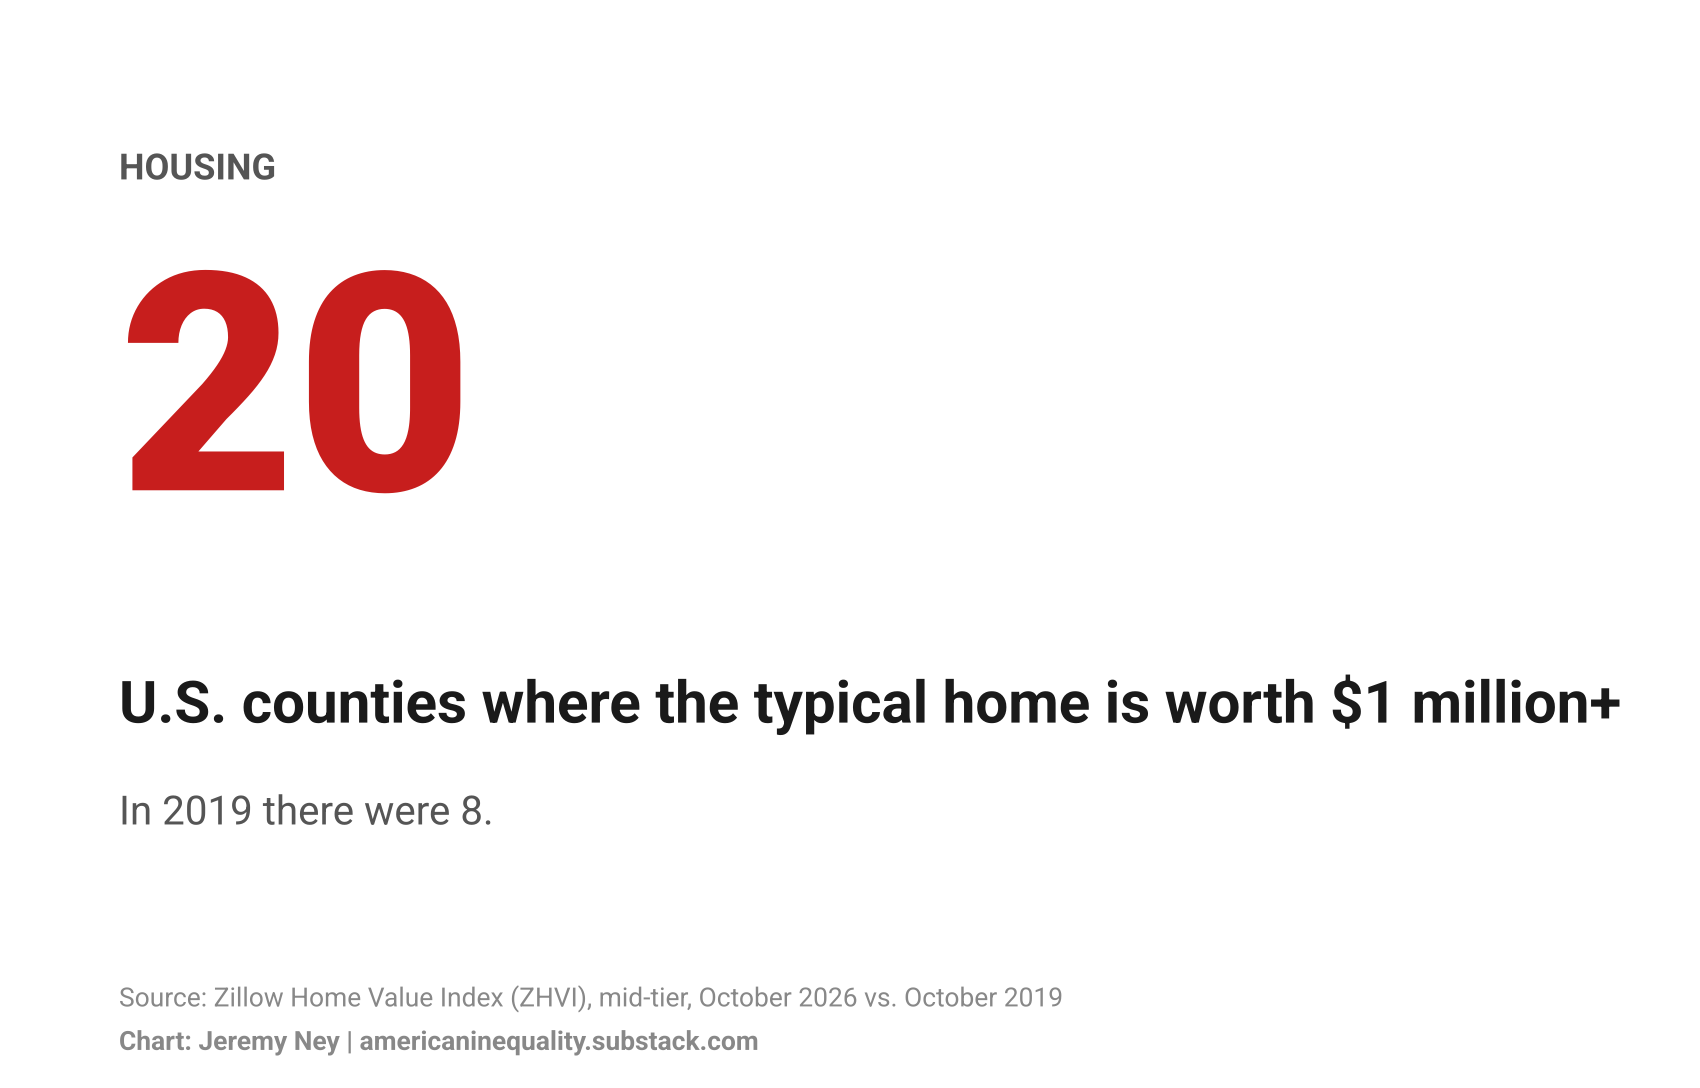 HOUSING
20
U.S. counties where the typical home is worth $1 million+
In 2019 there were 8.
Source: Zillow Home Value Index (ZHVI), mid-tier, October 2026 vs. October 2019
Chart: Jeremy Ney | americaninequality.substack.com